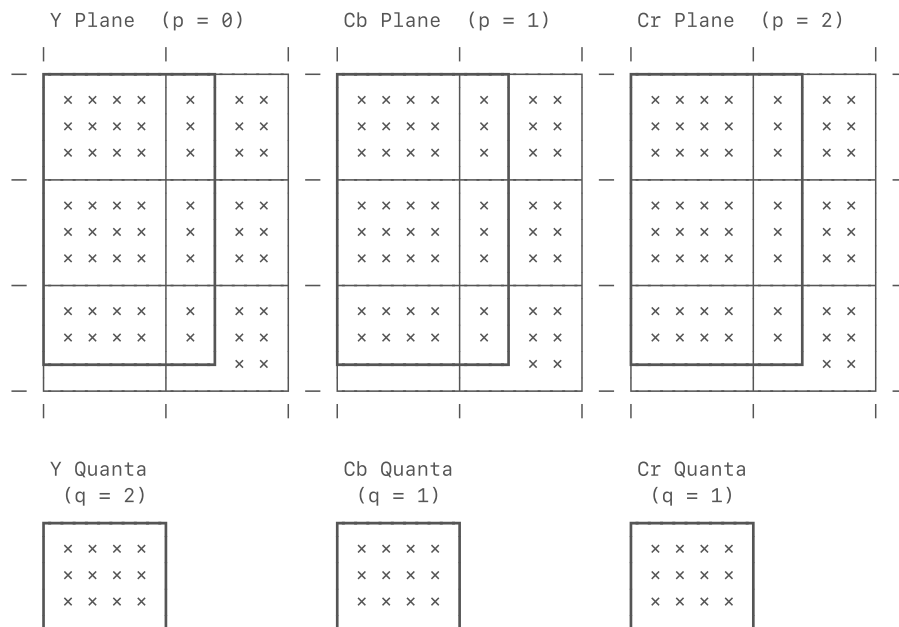 Y Plane (p = 0) Cb Plane (p = 1) Cr Plane (p = 2)
× × × × × × × × × × × × × × × × × × × × ×
× × × × × × × × × × × × × × × × × × × × ×
× × × × × × × × × × × × × × × × × × × × ×
× × × × × × × × × × × × × × × × × × × × ×
× × × × × × × × × × × × × × × × × × × × ×
× × × × × × × × × × × × × × × × × × × × ×
× × × × × × × × × × × × × × × × × × × × ×
× × × × × × × × × × × × × × × × × × × × ×
× × × × × ×
Y Quanta Cb Quanta Cr Quanta
(q = 2) (q = 1) (q = 1)
× × × × × × × × × × × ×
× × × × × × × × × × × ×
× × × × × × × × × × × ×